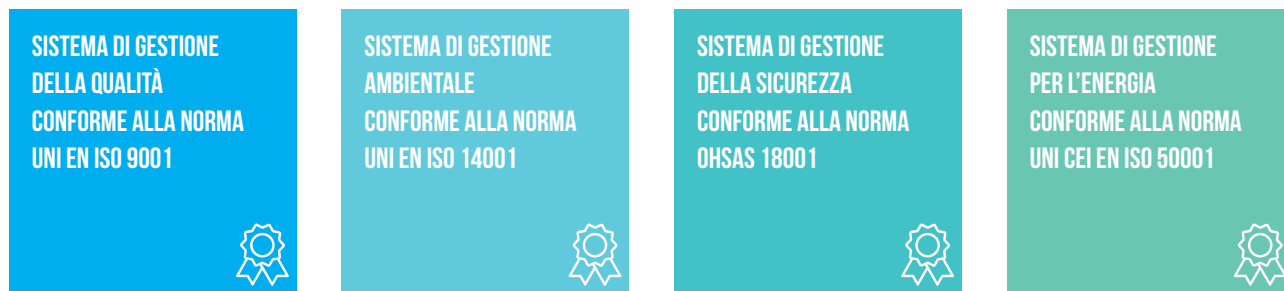 SISTEMA DI GESTIONE
DELLA QUALITÀ
CONFORME ALLA NORMA
UNI EN ISO 9001
SISTEMA DI GESTIONE
AMBIENTALE
CONFORME ALLA NORMA
UNI EN ISO 14001
SISTEMA DI GESTIONE
DELLA SICUREZZA
CONFORME ALLA NORMA
OHSAS 18001
SISTEMA DI GESTIONE
PER L'ENERGIA
CONFORME ALLA NORMA
UNI CEI EN ISO 50001